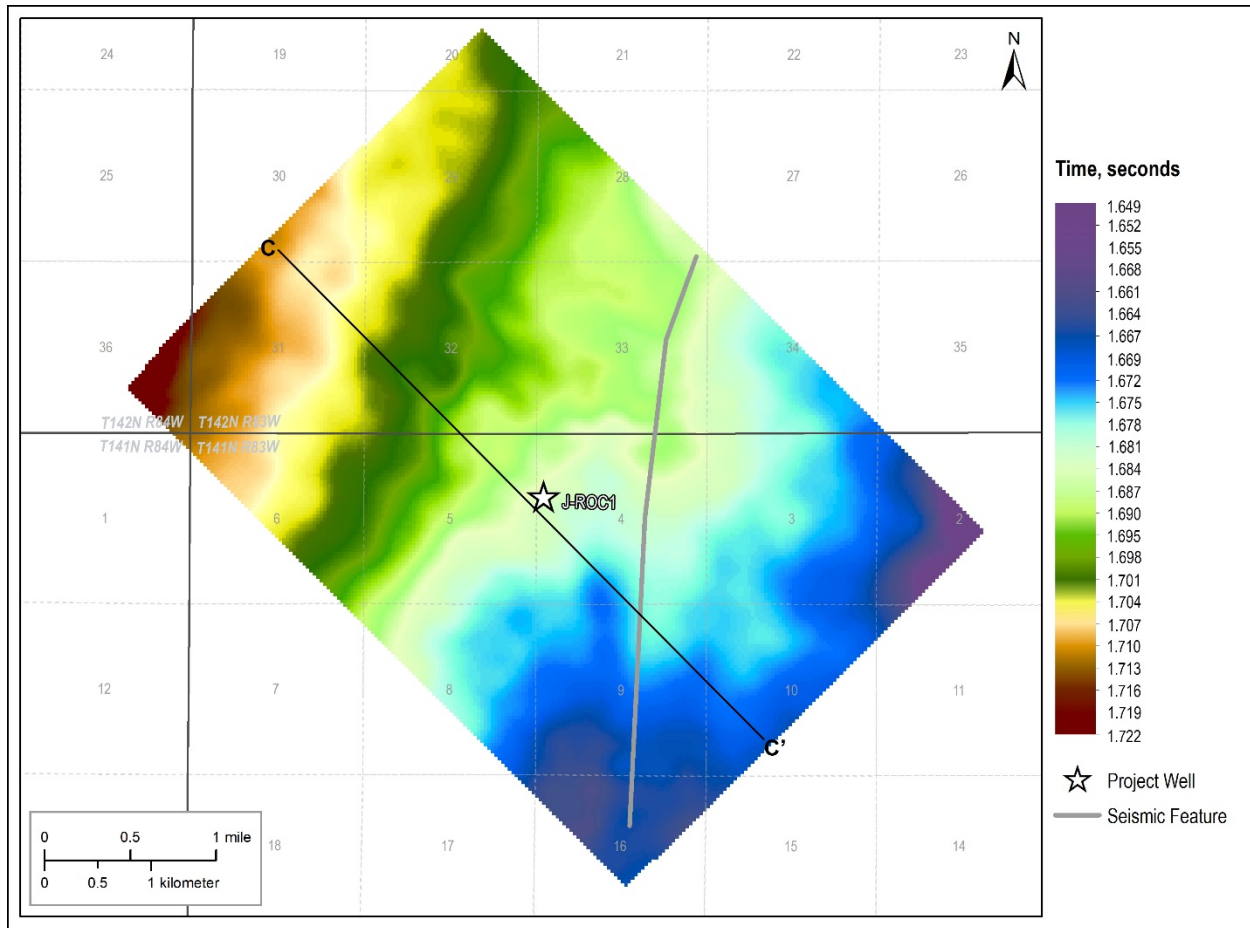 N
24 19 20 21 22 23
25 30 29 28 27 26
36 31 32 33 34 35
T142N R84W T142N R83W
T141N R84W T141N R83W
1 6 5 4 3 2
12 7 8 9 10 11
18 17 16 15 14
C
J-ROC1
C'
0 0.5 1 mile
0 0.5 1 kilometer
Time, seconds
1.649
1.652
1.655
1.668
1.661
1.664
1.667
1.669
1.672
1.675
1.678
1.681
1.684
1.687
1.690
1.695
1.698
1.701
1.704
1.707
1.710
1.713
1.716
1.719
1.722
Project Well
Seismic Feature